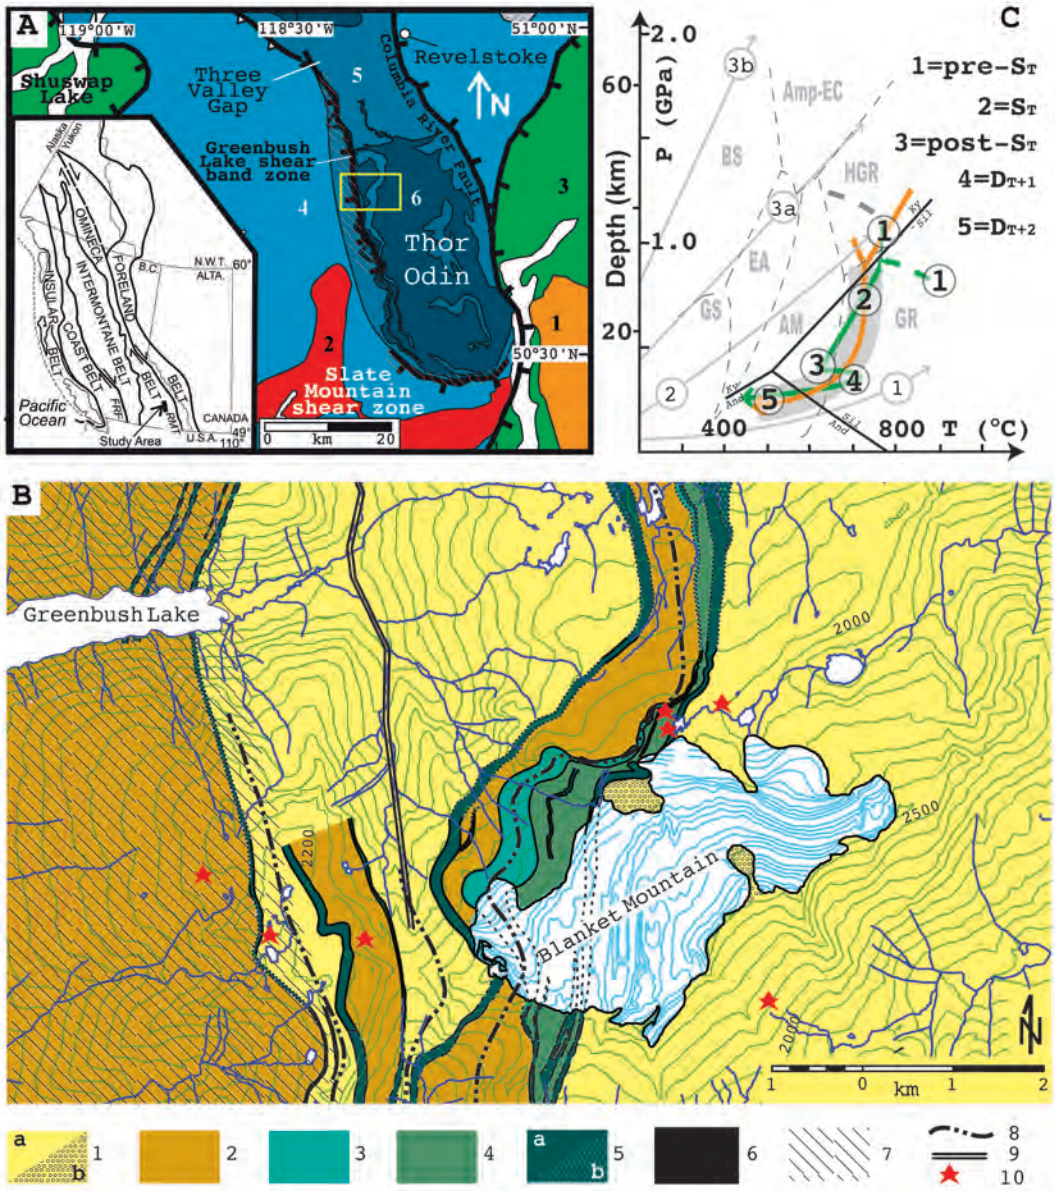 A
119°00'W
118°30'W
51°00'N
Revelstoke
Shuswap
Lake
Three
Valley
Gap
5
Columbia River Fault
N
Greenbush
Lake shear
band zone
4
6
3
Thor
Odin
2
1
50°30'N
Slate
Mountain
shear zone
0
km
20
Alaska
Yukon
OMINECA BELT
FORELAND BELT
INTERMONTANE BELT
INSULAR BELT
COAST BELT
B.C.
N.W.T.
ALTA.
60°
FRF
RMT
Pacific
Ocean
Study Area
CANADA
U.S.A.
49°
110°
C
2.0
P (GPa)
1.0
60
Depth (km)
20
400
800
T (°C)
3b
Amp-EC
BS
HGR
3a
EA
GS
AM
GR
Ky
Sil
Ky
And
Sil
And
1
1
2
3
4
5
2
1
1=pre-ST
2=ST
3=post-ST
4=DT+1
5=DT+2
B
Greenbush Lake
2000
2200
2500
Blanket Mountain
2000
N
1
0
1
2
km
a
b
1
2
3
4
a
b
5
6
7
8
9
10